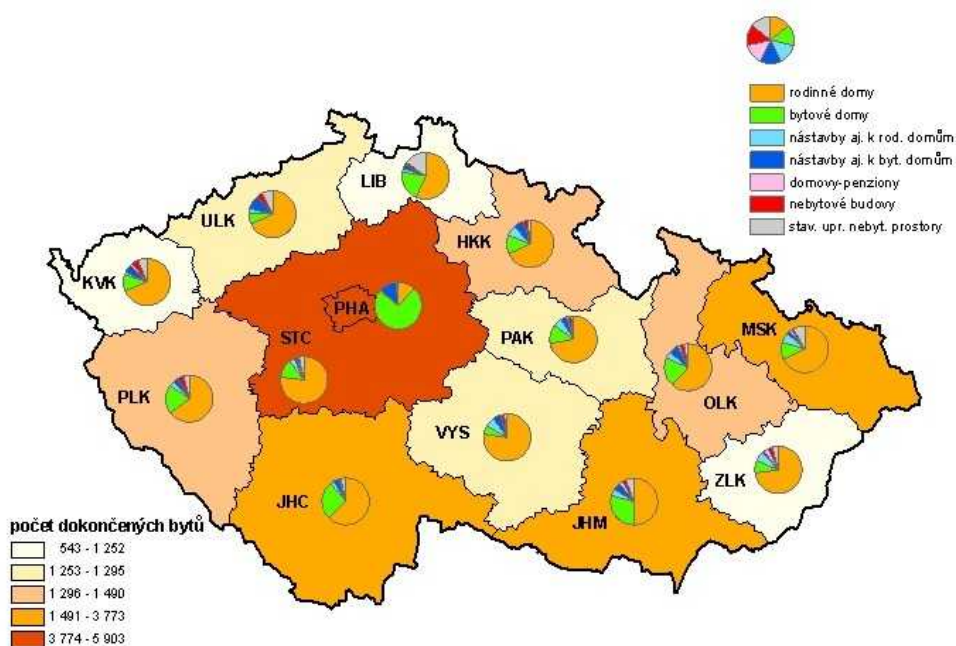 rodinné domy
bytové domy
nástavby aj. k rod. domům
nástavby aj. k byt. domům
domovy-penziony
nebytové budovy
stav. upr. nebyt. prostory
LIB
ULK
HKK
KVK
PHA
STC
PAK
MSK
PLK
OLK
VYS
ZLK
JHC
JHM
počet dokončených bytů
543 - 1 252
1 253 - 1 295
1 296 - 1 490
1 491 - 3 773
3 774 - 5 903